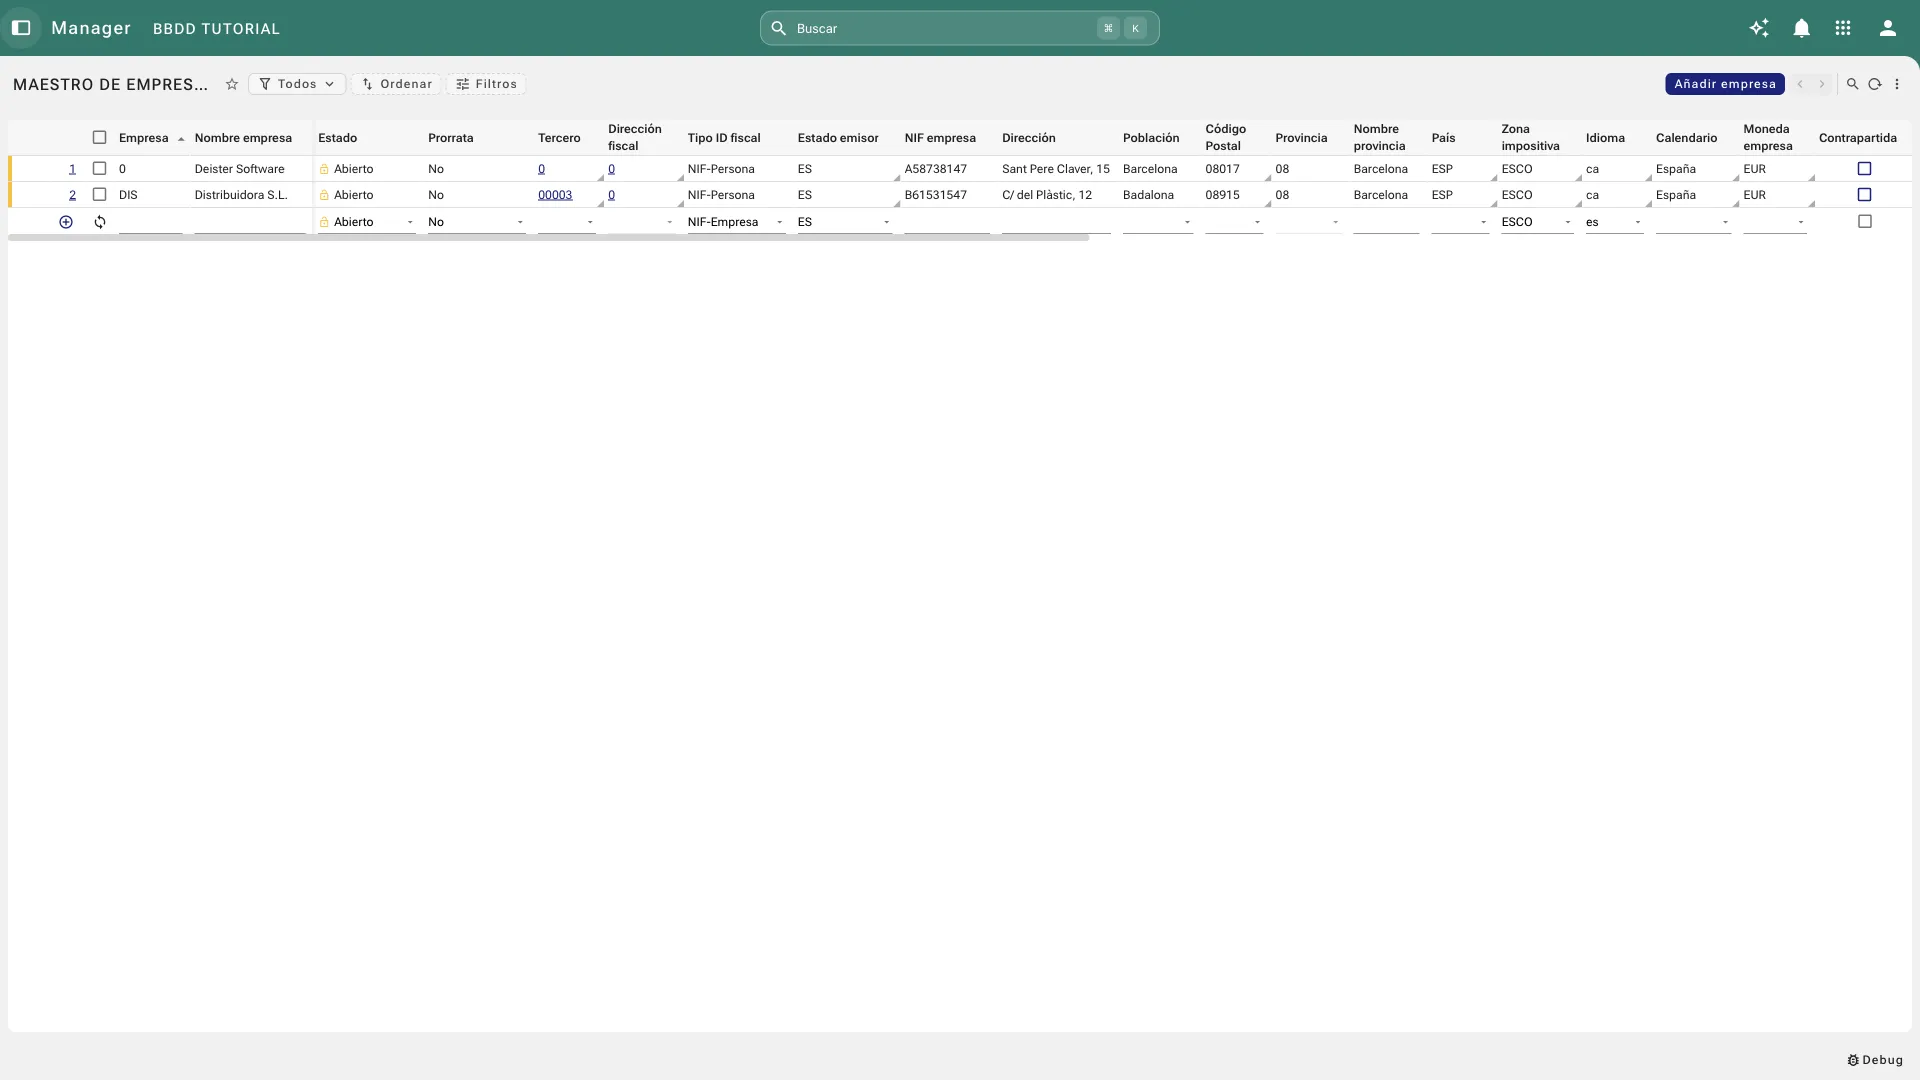 Manager BBDD TUTORIAL Buscar ⌘ K
MAESTRO DE EMPRES... Todos Ordenar Filtros Añadir empresa
Empresa Nombre empresa Estado Prorrata Tercero Dirección fiscal Tipo ID fiscal Estado emisor NIF empresa Dirección Población Código Postal Provincia Nombre provincia País Zona impositiva Idioma Calendario Moneda empresa Contrapartida
1 0 Deister Software Abierto No 0 0 NIF-Persona ES A58738147 Sant Pere Claver, 15 Barcelona 08017 08 Barcelona ESP ESCO ca España EUR
2 DIS Distribuidora S.L. Abierto No 00003 0 NIF-Persona ES B61531547 C/ del Plàstic, 12 Badalona 08915 08 Barcelona ESP ESCO ca España EUR
Abierto No NIF-Empresa ES ESCO es
Debug